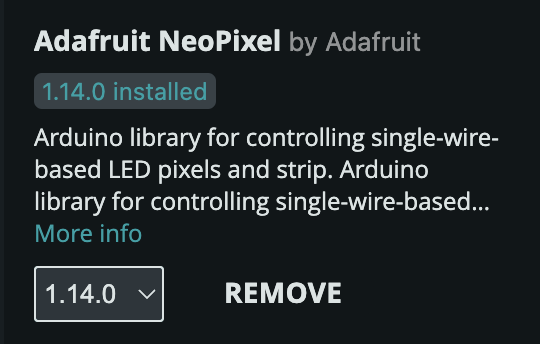 Adafruit NeoPixel by Adafruit
1.14.0 installed
Arduino library for controlling single-wire-
based LED pixels and strip. Arduino
library for controlling single-wire-based...
More info
1.14.0 REMOVE